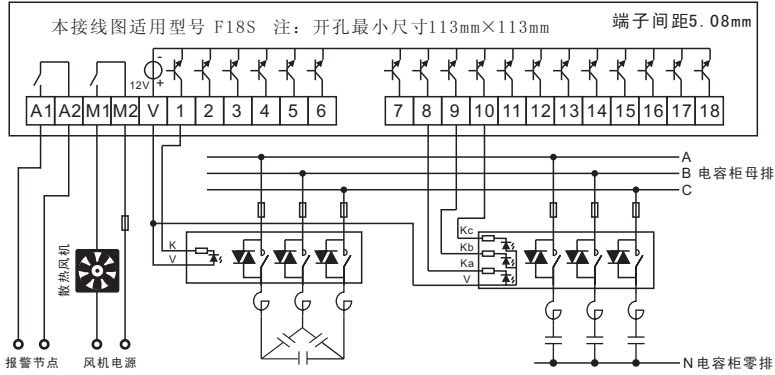 本接线图适用型号 F18S 注：开孔最小尺寸113mm×113mm
端子间距5.08mm
12V
-
+
A1 A2 M1 M2 V 1 2 3 4 5 6
7 8 9 10 11 12 13 14 15 16 17 18
A
B 电容柜母排
C
K
V
Kc
Kb
Ka
V
散热风机
报警节点
风机电源
N 电容柜零排